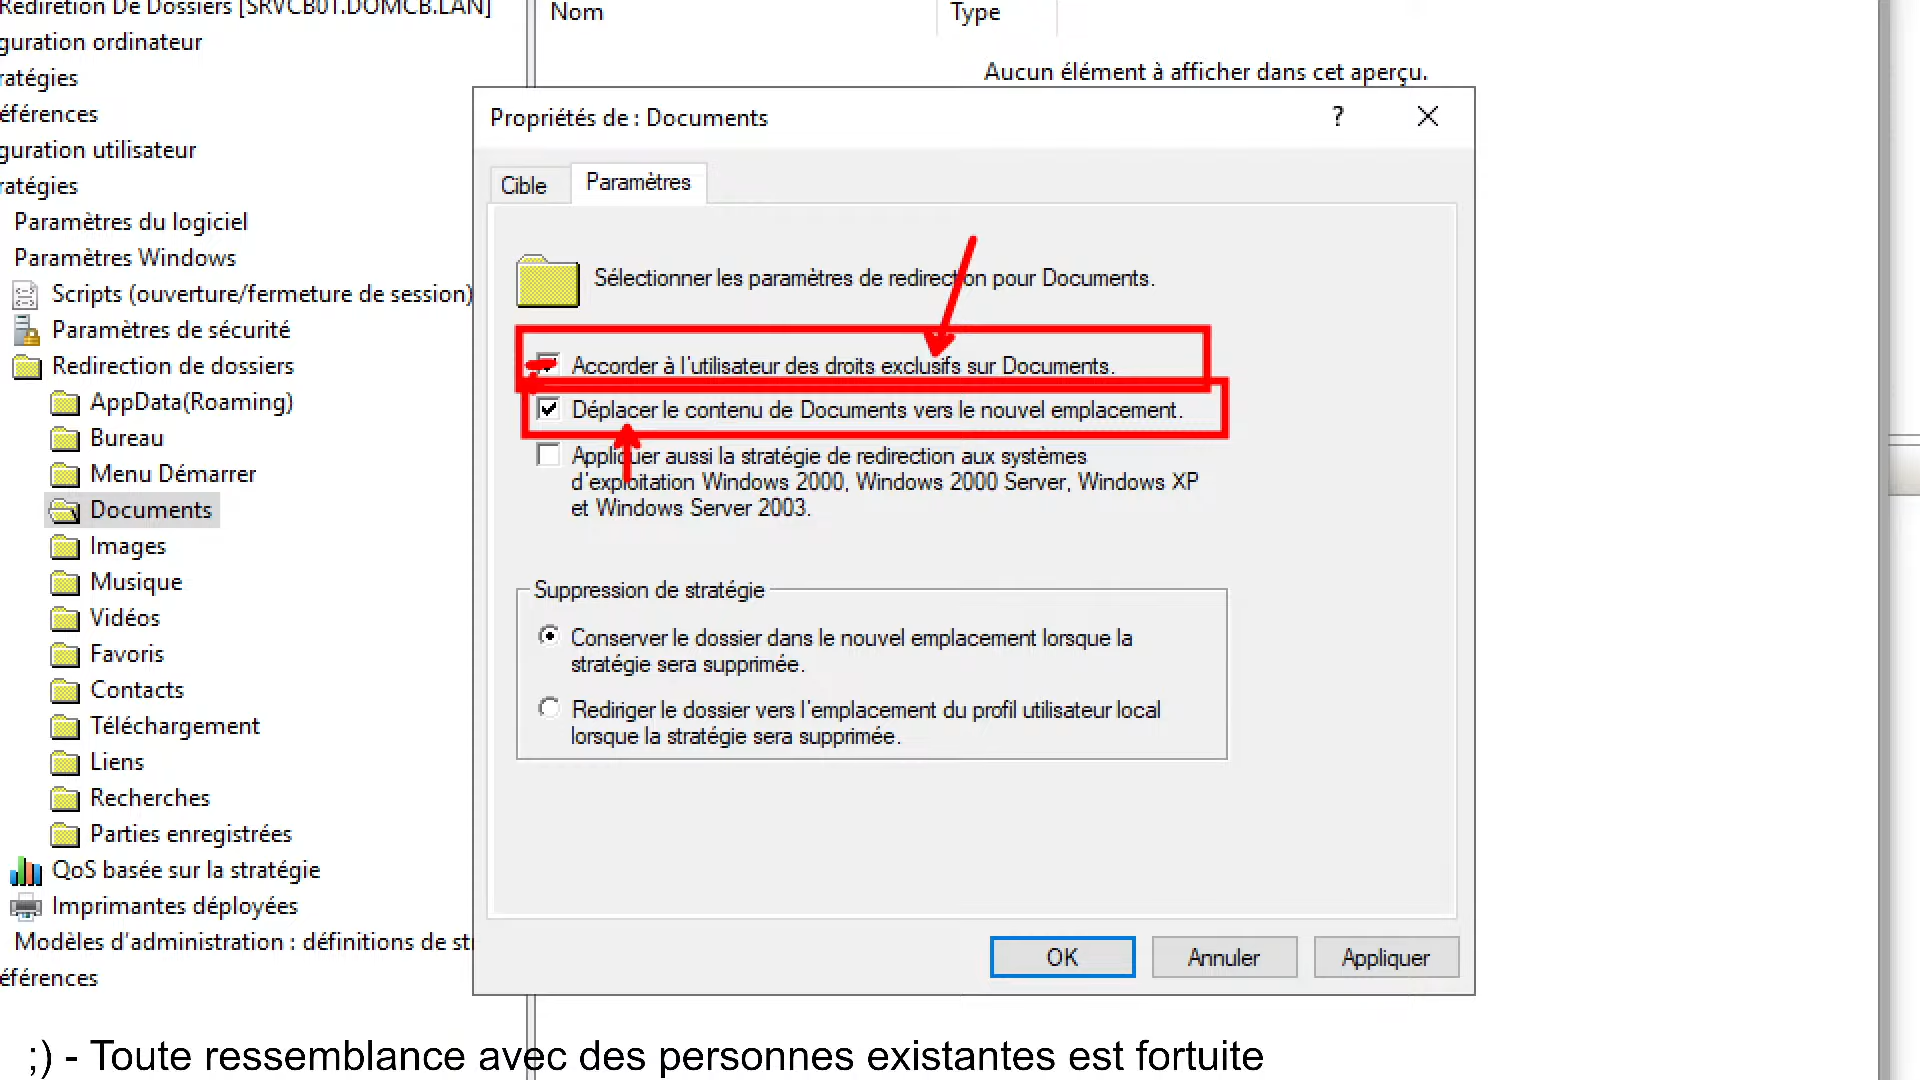 Redirection De Dossiers [SRVCB01.DOMCB.LAN]
guration ordinateur
ratégies
éférences
guration utilisateur
ratégies
Paramètres du logiciel
Paramètres Windows
Scripts (ouverture/fermeture de session)
Paramètres de sécurité
Redirection de dossiers
AppData(Roaming)
Bureau
Menu Démarrer
Documents
Images
Musique
Vidéos
Favoris
Contacts
Téléchargement
Liens
Recherches
Parties enregistrées
QoS basée sur la stratégie
Imprimantes déployées
Modèles d'administration : définitions de st
éférences
Nom Type
Aucun élément à afficher dans cet aperçu.
Propriétés de : Documents ?
Cible Paramètres
Sélectionner les paramètres de redirection pour Documents.
Accorder à l'utilisateur des droits exclusifs sur Documents.
Déplacer le contenu de Documents vers le nouvel emplacement.
Appliquer aussi la stratégie de redirection aux systèmes
d'exploitation Windows 2000, Windows 2000 Server, Windows XP
et Windows Server 2003.
Suppression de stratégie
Conserver le dossier dans le nouvel emplacement lorsque la
stratégie sera supprimée.
Rediriger le dossier vers l'emplacement du profil utilisateur local
lorsque la stratégie sera supprimée.
OK Annuler Appliquer
;) - Toute ressemblance avec des personnes existantes est fortuite